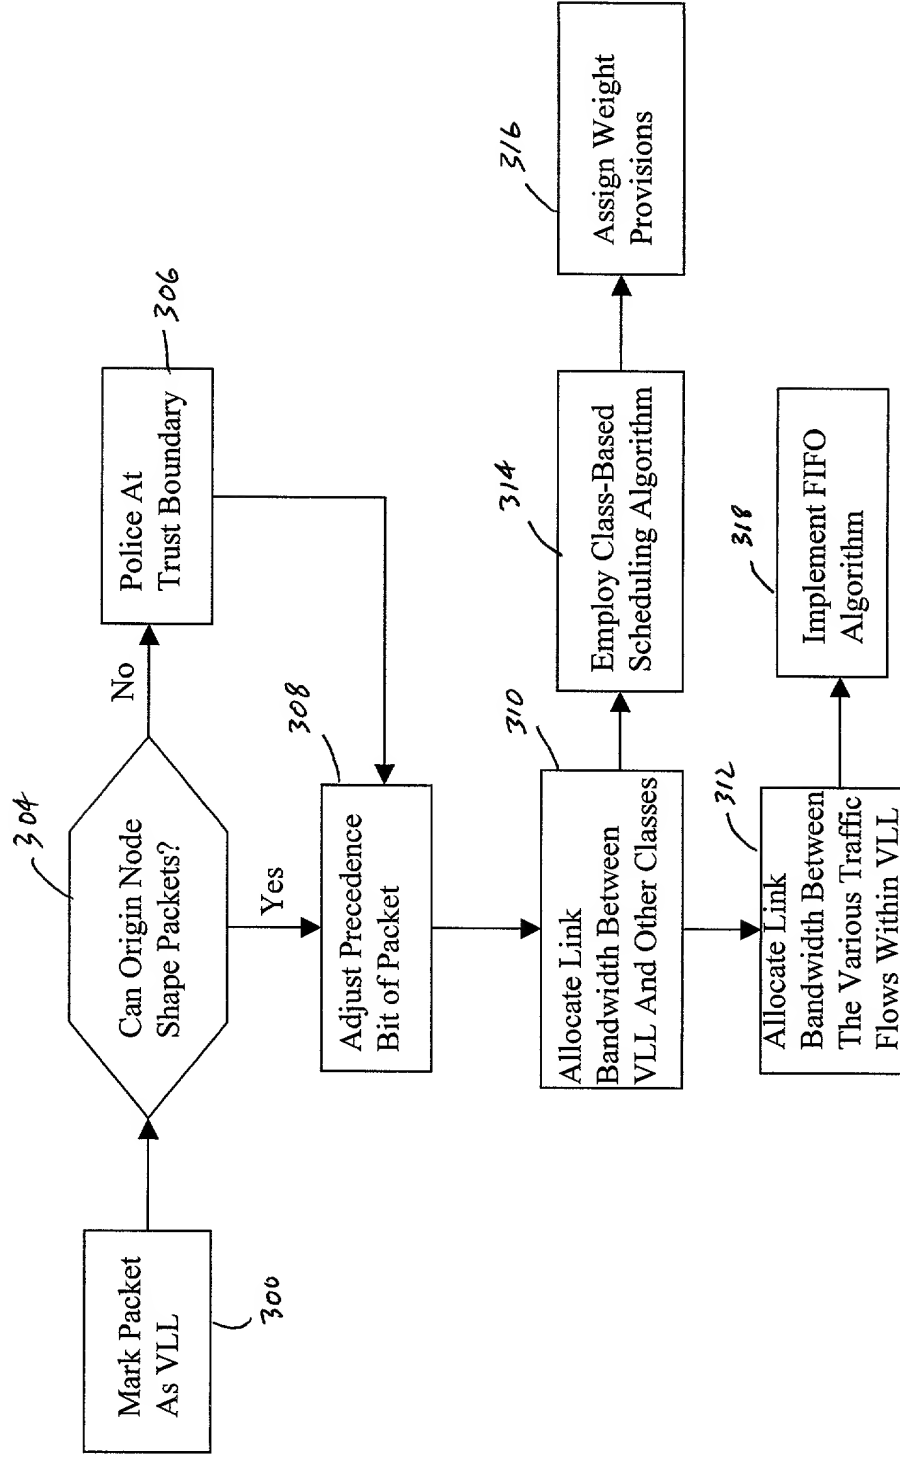 Mark Packet
As VLL
300
304
Can Origin Node
Shape Packets?
No
Yes
Police At
Trust Boundary
306
308
Adjust Precedence
Bit of Packet
310
Allocate Link
Bandwidth Between
VLL And Other Classes
314
Employ Class-Based
Scheduling Algorithm
316
Assign Weight
Provisions
312
Allocate Link
Bandwidth Between
The Various Traffic
Flows Within VLL
318
Implement FIFO
Algorithm